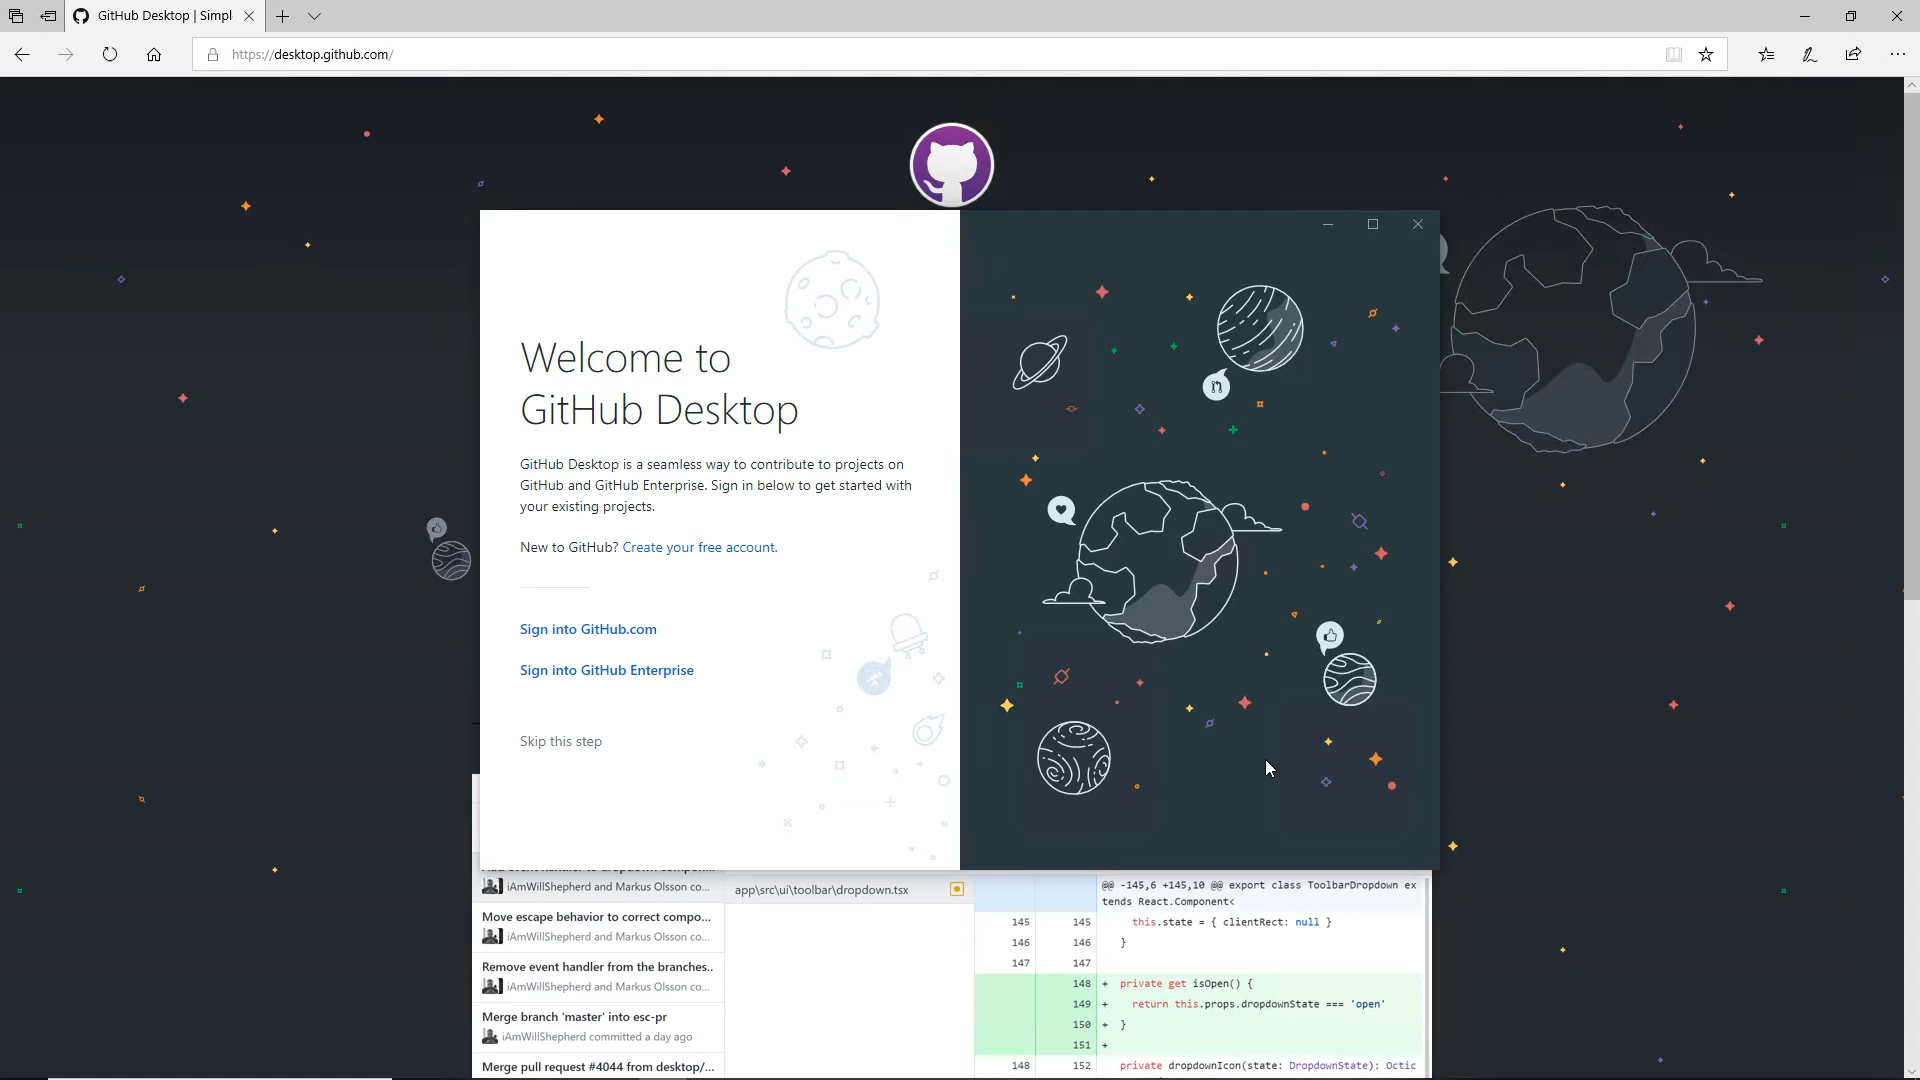 GitHub Desktop | Simpl
https://desktop.github.com/
Welcome to
GitHub Desktop
GitHub Desktop is a seamless way to contribute to projects on
GitHub and GitHub Enterprise. Sign in below to get started with
your existing projects.
New to GitHub? Create your free account.
Sign into GitHub.com
Sign into GitHub Enterprise
Skip this step
iAmWillShepherd and Markus Olsson co...
Move escape behavior to correct compo...
iAmWillShepherd and Markus Olsson co...
Remove event handler from the branches..
iAmWillShepherd and Markus Olsson co...
Merge branch 'master' into esc-pr
iAmWillShepherd committed a day ago
Merge pull request #4044 from desktop/...
app\src\ui\toolbar\dropdown.tsx
@@ -145,6 +145,10 @@ export class ToolbarDropdown ex
tends React.Component<
145 145 this.state = { clientRect: null }
146 146 }
147 147
148 + private get isOpen() {
149 + return this.props.dropdownState === 'open'
150 + }
151 +
148 152 private dropdownIcon(state: DropdownState): Octic